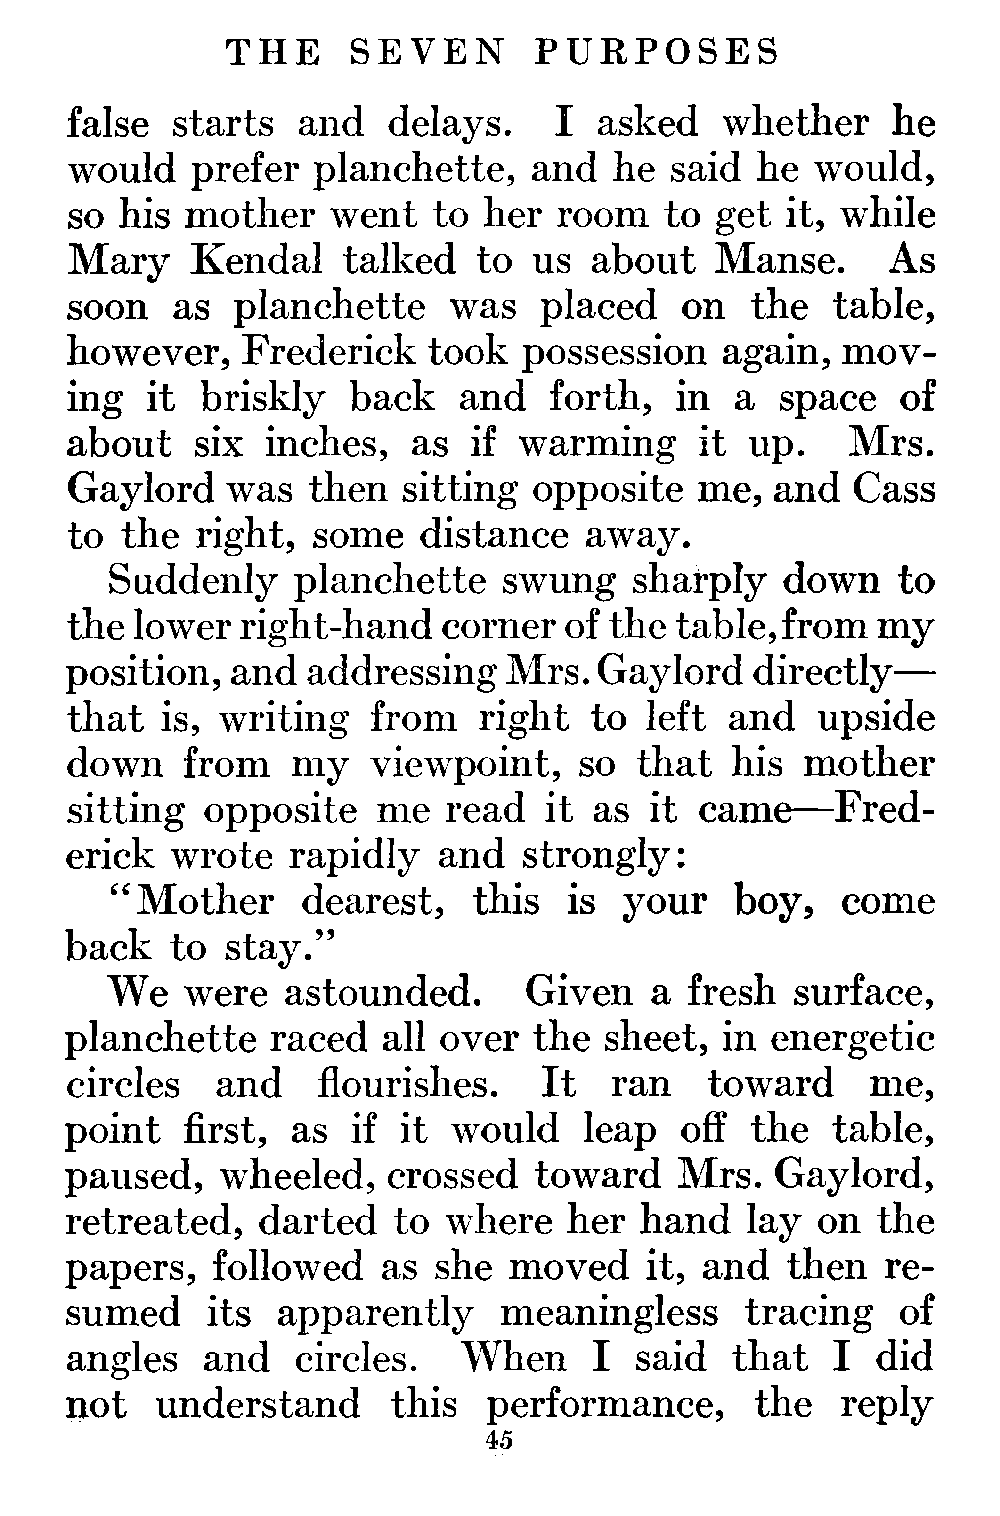 THE SEVEN PURPOSES
false starts and delays. I asked whether he
would prefer planchette, and he said he would,
so his mother went to her room to get it, while
Mary Kendal talked to us about Manse. As
soon as planchette was placed on the table,
however, Frederick took possession again, mov-
ing it briskly back and forth, in a space of
about six inches, as if warming it up. Mrs.
Gaylord was then sitting opposite me, and Cass
to the right, some distance away.
Suddenly planchette swung sharply down to
the lower right-hand corner of the table, from my
position, and addressing Mrs. Gaylord directly—
that is, writing from right to left and upside
down from my viewpoint, so that his mother
sitting opposite me read it as it came—Fred-
erick wrote rapidly and strongly:
“Mother dearest, this is your boy, come
back to stay.”
We were astounded. Given a fresh surface,
planchette raced all over the sheet, in energetic
circles and flourishes. It ran toward me,
point first, as if it would leap off the table,
paused, wheeled, crossed toward Mrs. Gaylord,
retreated, darted to where her hand lay on the
papers, followed as she moved it, and then re-
sumed its apparently meaningless tracing of
angles and circles. When I said that I did
not understand this performance, the reply
45